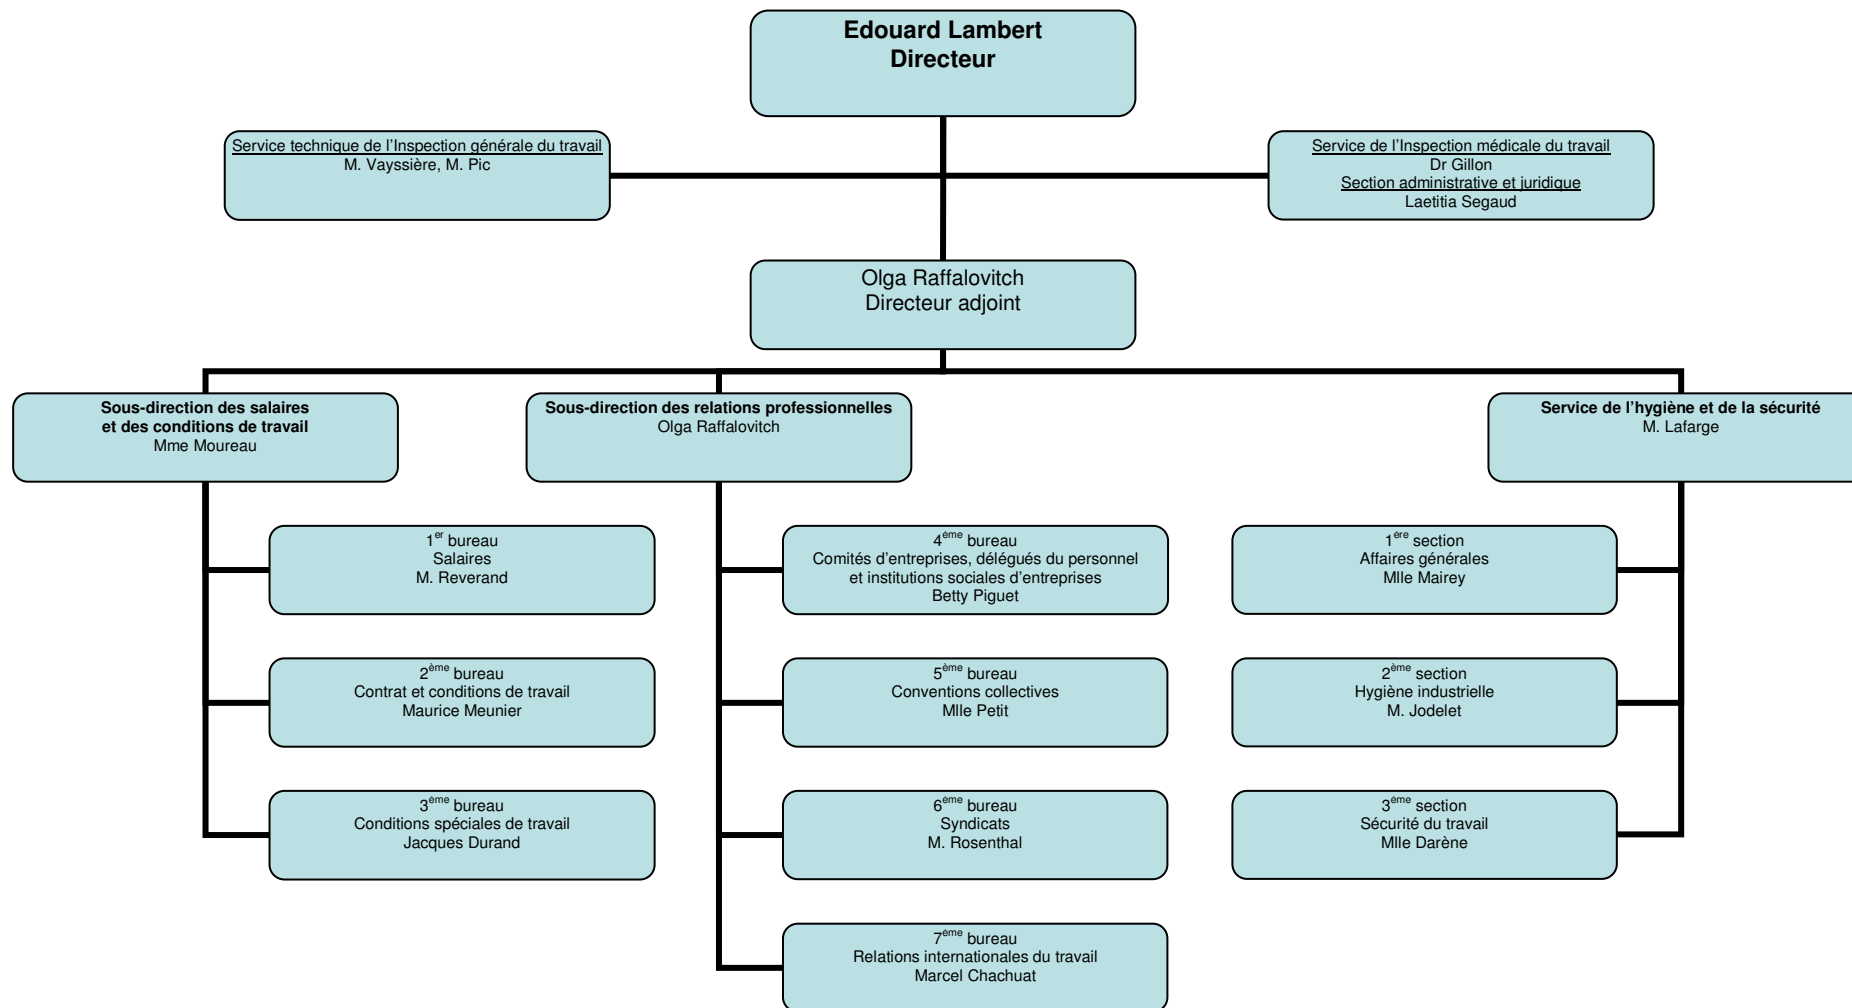 Edouard Lambert
Directeur
Service technique de l’Inspection générale du travail
M. Vayssière, M. Pic
Service de l’Inspection médicale du travail
Dr Gillon
Section administrative et juridique
Laetitia Segaud
Olga Raffalovitch
Directeur adjoint
Sous-direction des salaires
et des conditions de travail
Mme Moureau
Sous-direction des relations professionnelles
Olga Raffalovitch
Service de l’hygiène et de la sécurité
M. Lafarge
1er bureau
Salaires
M. Reverand
4ème bureau
Comités d’entreprises, délégués du personnel
et institutions sociales d’entreprises
Betty Piguet
1ère section
Affaires générales
Mlle Mairey
2ème bureau
Contrat et conditions de travail
Maurice Meunier
5ème bureau
Conventions collectives
Mlle Petit
2ème section
Hygiène industrielle
M. Jodelet
3ème bureau
Conditions spéciales de travail
Jacques Durand
6ème bureau
Syndicats
M. Rosenthal
3ème section
Sécurité du travail
Mlle Darène
7ème bureau
Relations internationales du travail
Marcel Chachuat